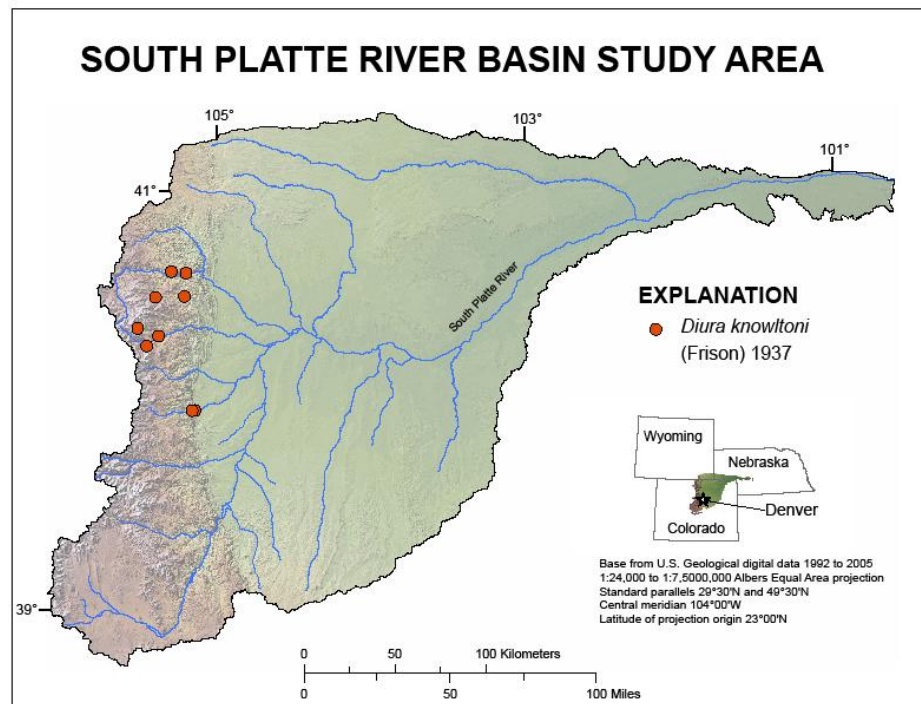 SOUTH PLATTE RIVER BASIN STUDY AREA
105°
103°
101°
41°
South Platte River
EXPLANATION
Diura knowltoni
(Frison) 1937
Wyoming
Nebraska
Denver
Colorado
Base from U.S. Geological digital data 1992 to 2005
1:24,000 to 1:7,5000,000 Albers Equal Area projection
Standard parallels 29°30'N and 49°30'N
Central meridian 104°00'W
Latitude of projection origin 23°00'N
39°
0 50 100 Kilometers
0 50 100 Miles